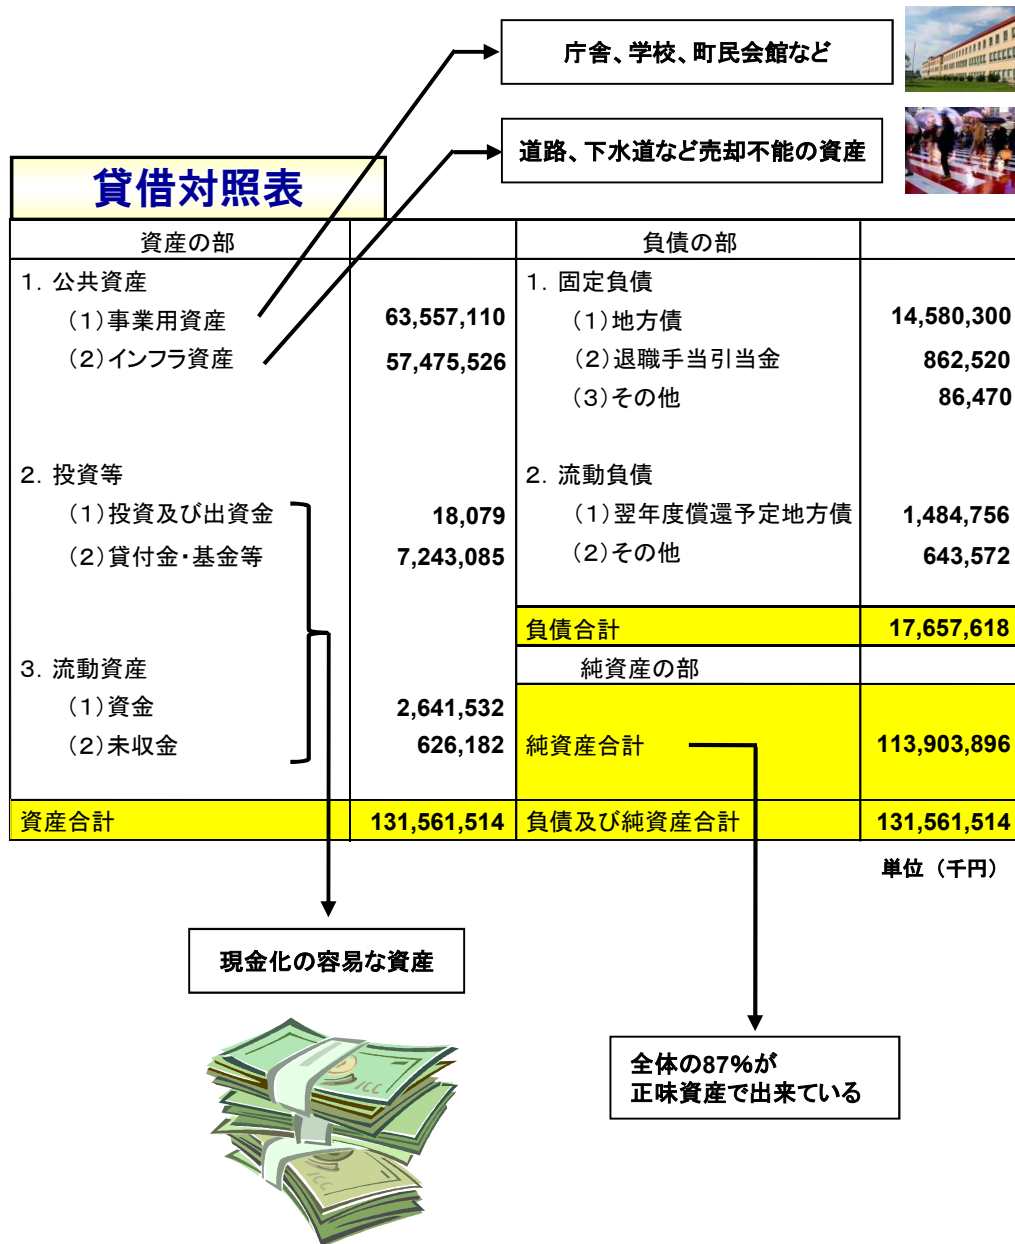 庁舎、学校、町民会館など
道路、下水道など売却不能の資産
貸借対照表
資産の部 負債の部
1. 公共資産 1. 固定負債
（1）事業用資産 63,557,110 （1）地方債 14,580,300
（2）インフラ資産 57,475,526 （2）退職手当引当金 862,520
（3）その他 86,470
2. 投資等 2. 流動負債
（1）投資及び出資金 18,079 （1）翌年度償還予定地方債 1,484,756
（2）貸付金・基金等 7,243,085 （2）その他 643,572
負債合計 17,657,618
3. 流動資産 純資産の部
（1）資金 2,641,532
（2）未収金 626,182 純資産合計 113,903,896
資産合計 131,561,514 負債及び純資産合計 131,561,514
単位（千円）
現金化の容易な資産
全体の87%が
正味資産で出来ている
ICC
ICC